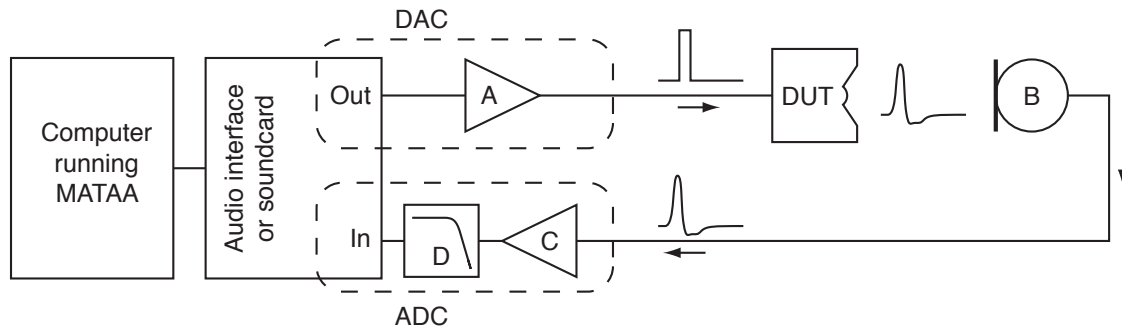 DAC
Computer
running
MATAA
Audio interface
or soundcard
Out
A
DUT
B
In
D
C
ADC